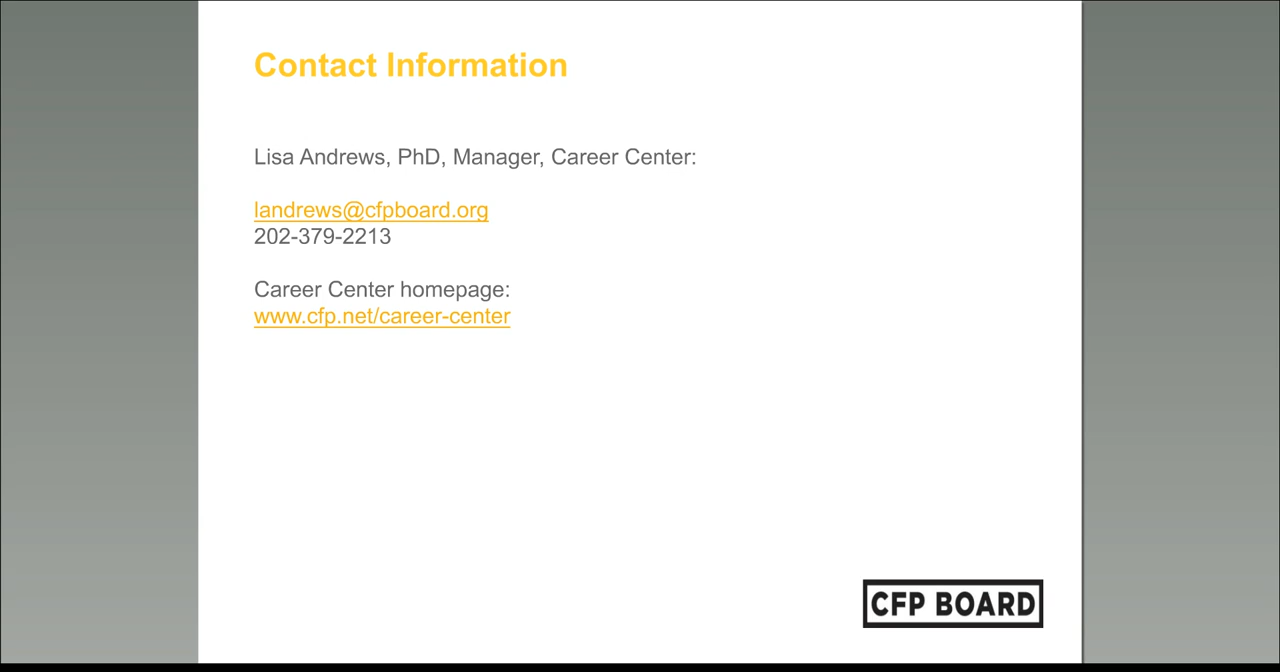 Contact Information
Lisa Andrews, PhD, Manager, Career Center:
landrews@cfpboard.org
202-379-2213
Career Center homepage:
www.cfp.net/career-center
CFP BOARD